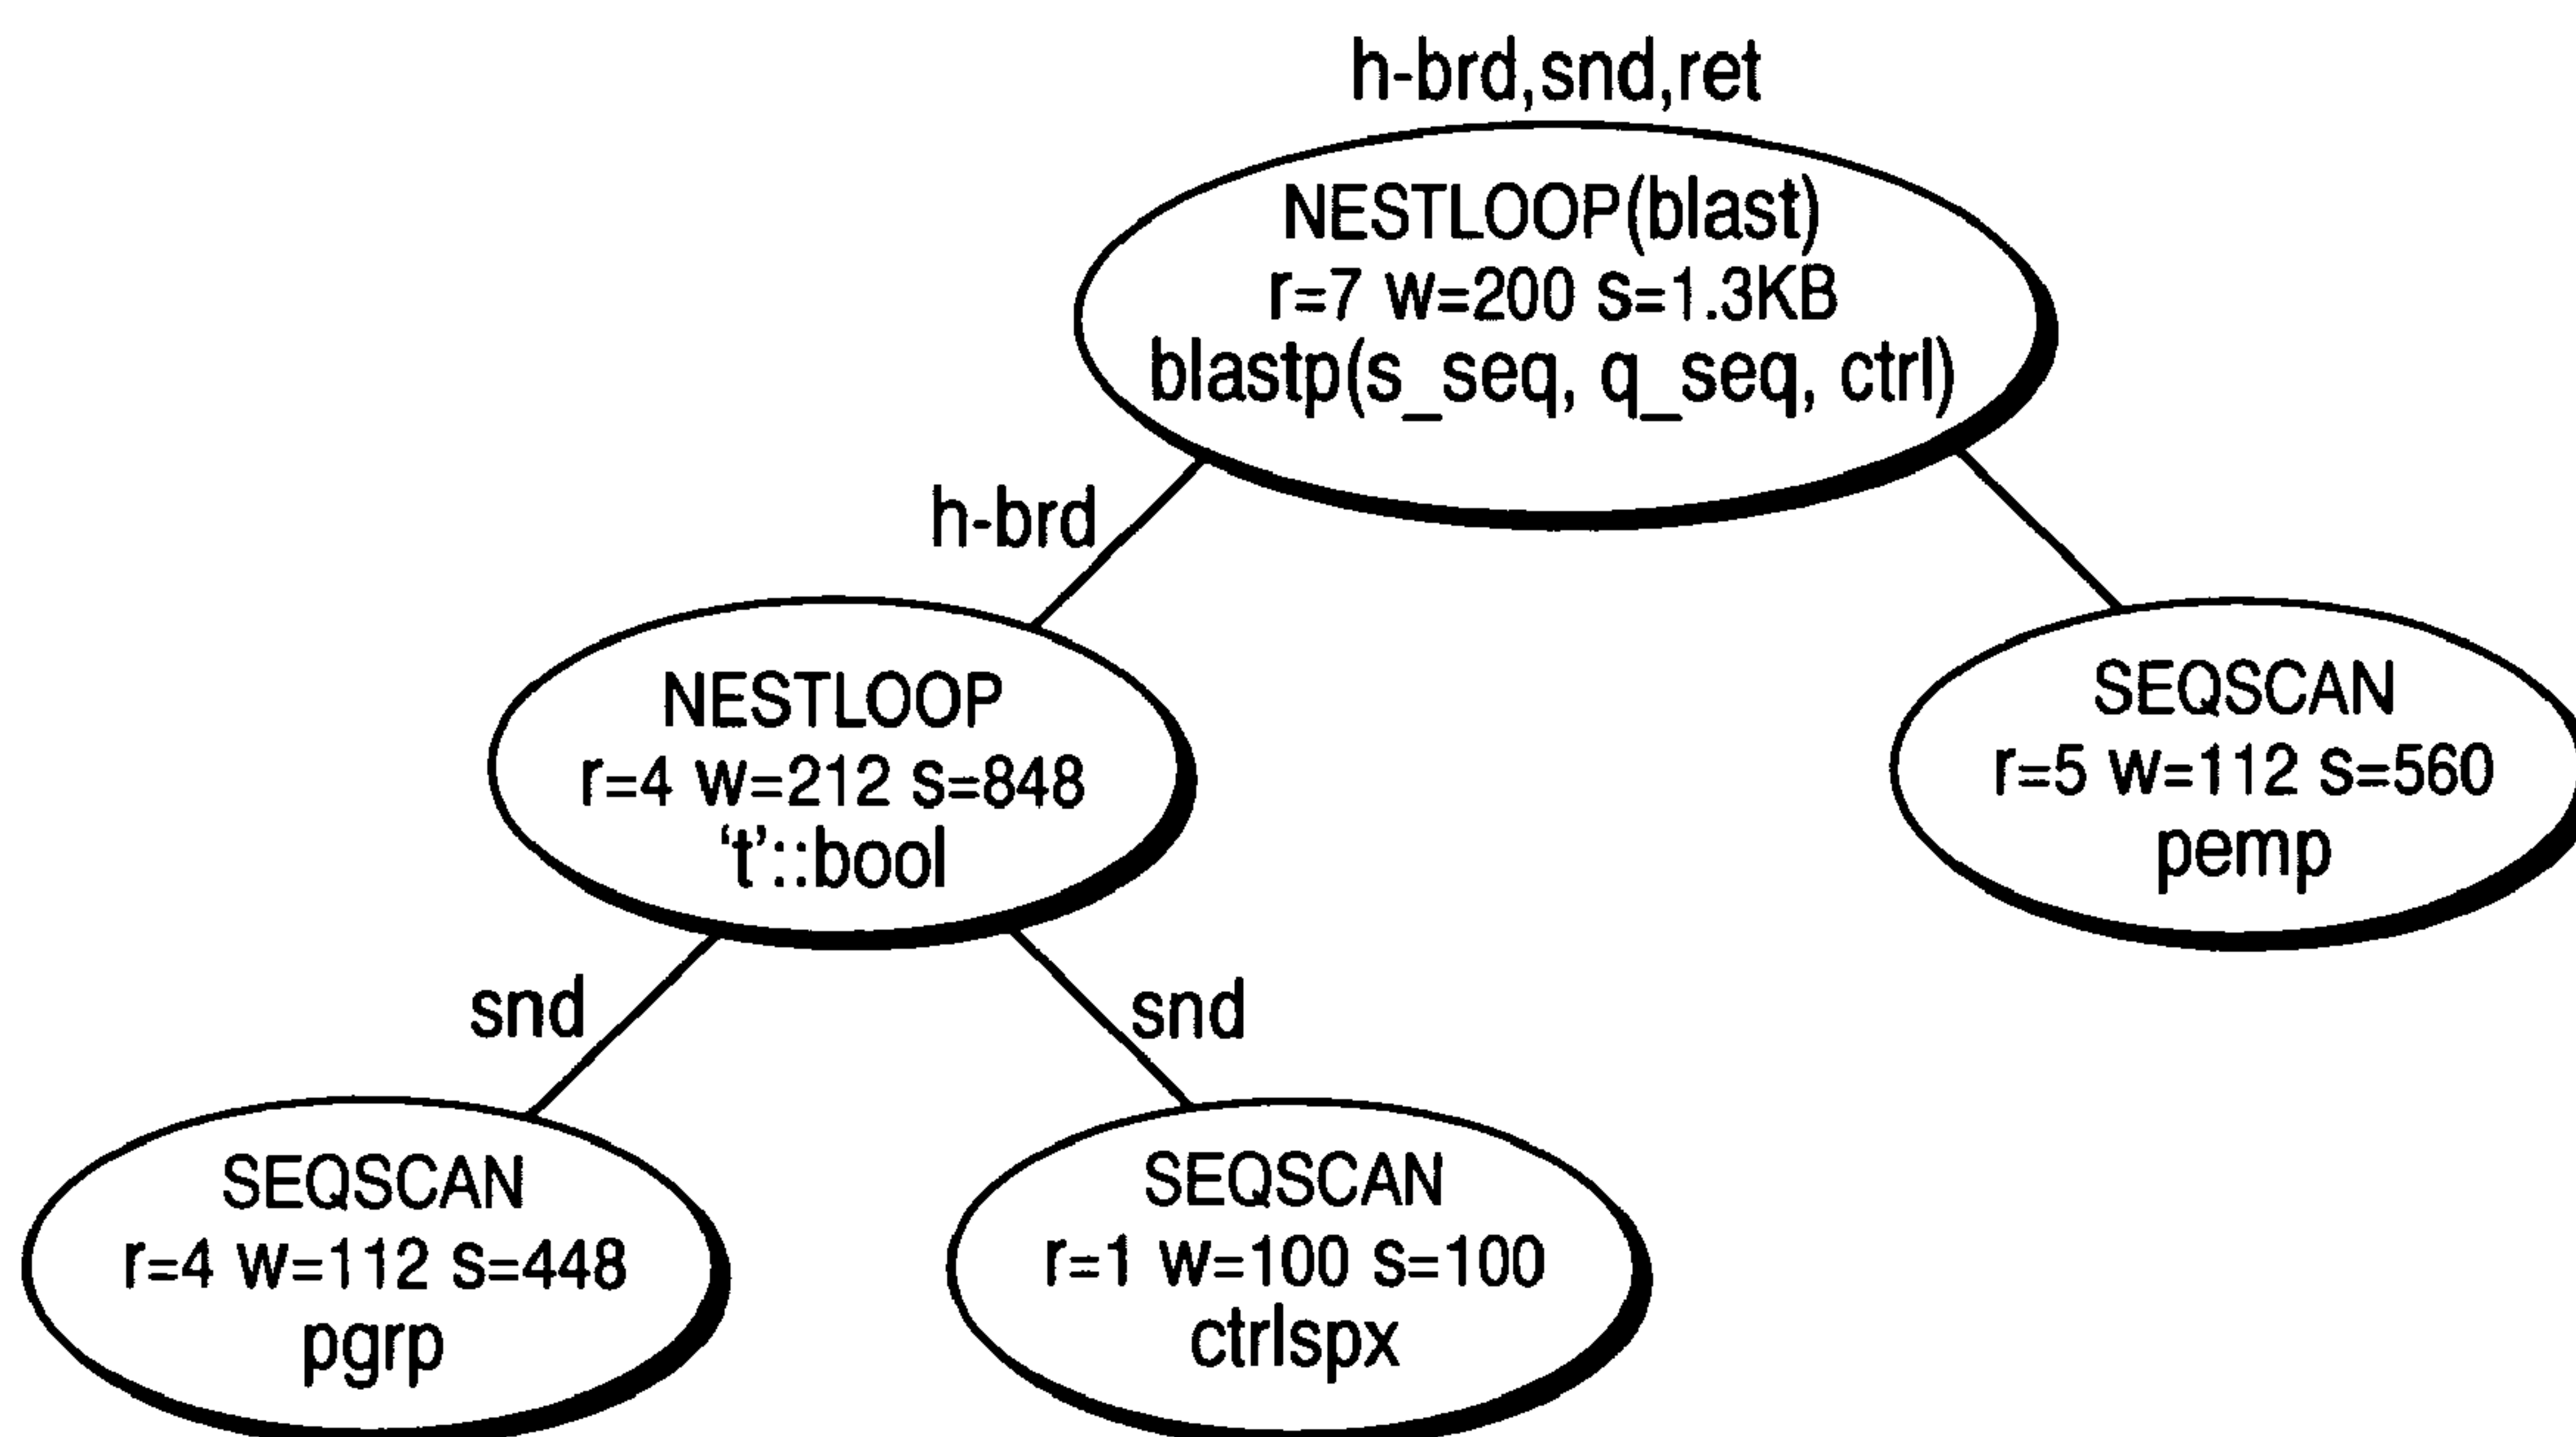 h-brd,snd,ret
NESTLOOP(blast)
r=7 w=200 s=1.3KB
blastp(s_seq, q_seq, ctrl)
h-brd
NESTLOOP
r=4 w=212 s=848
‘t’::bool
SEQSCAN
r=5 w=112 s=560
pemp
snd
snd
SEQSCAN
r=4 w=112 s=448
pgrp
SEQSCAN
r=1 w=100 s=100
ctrlspx